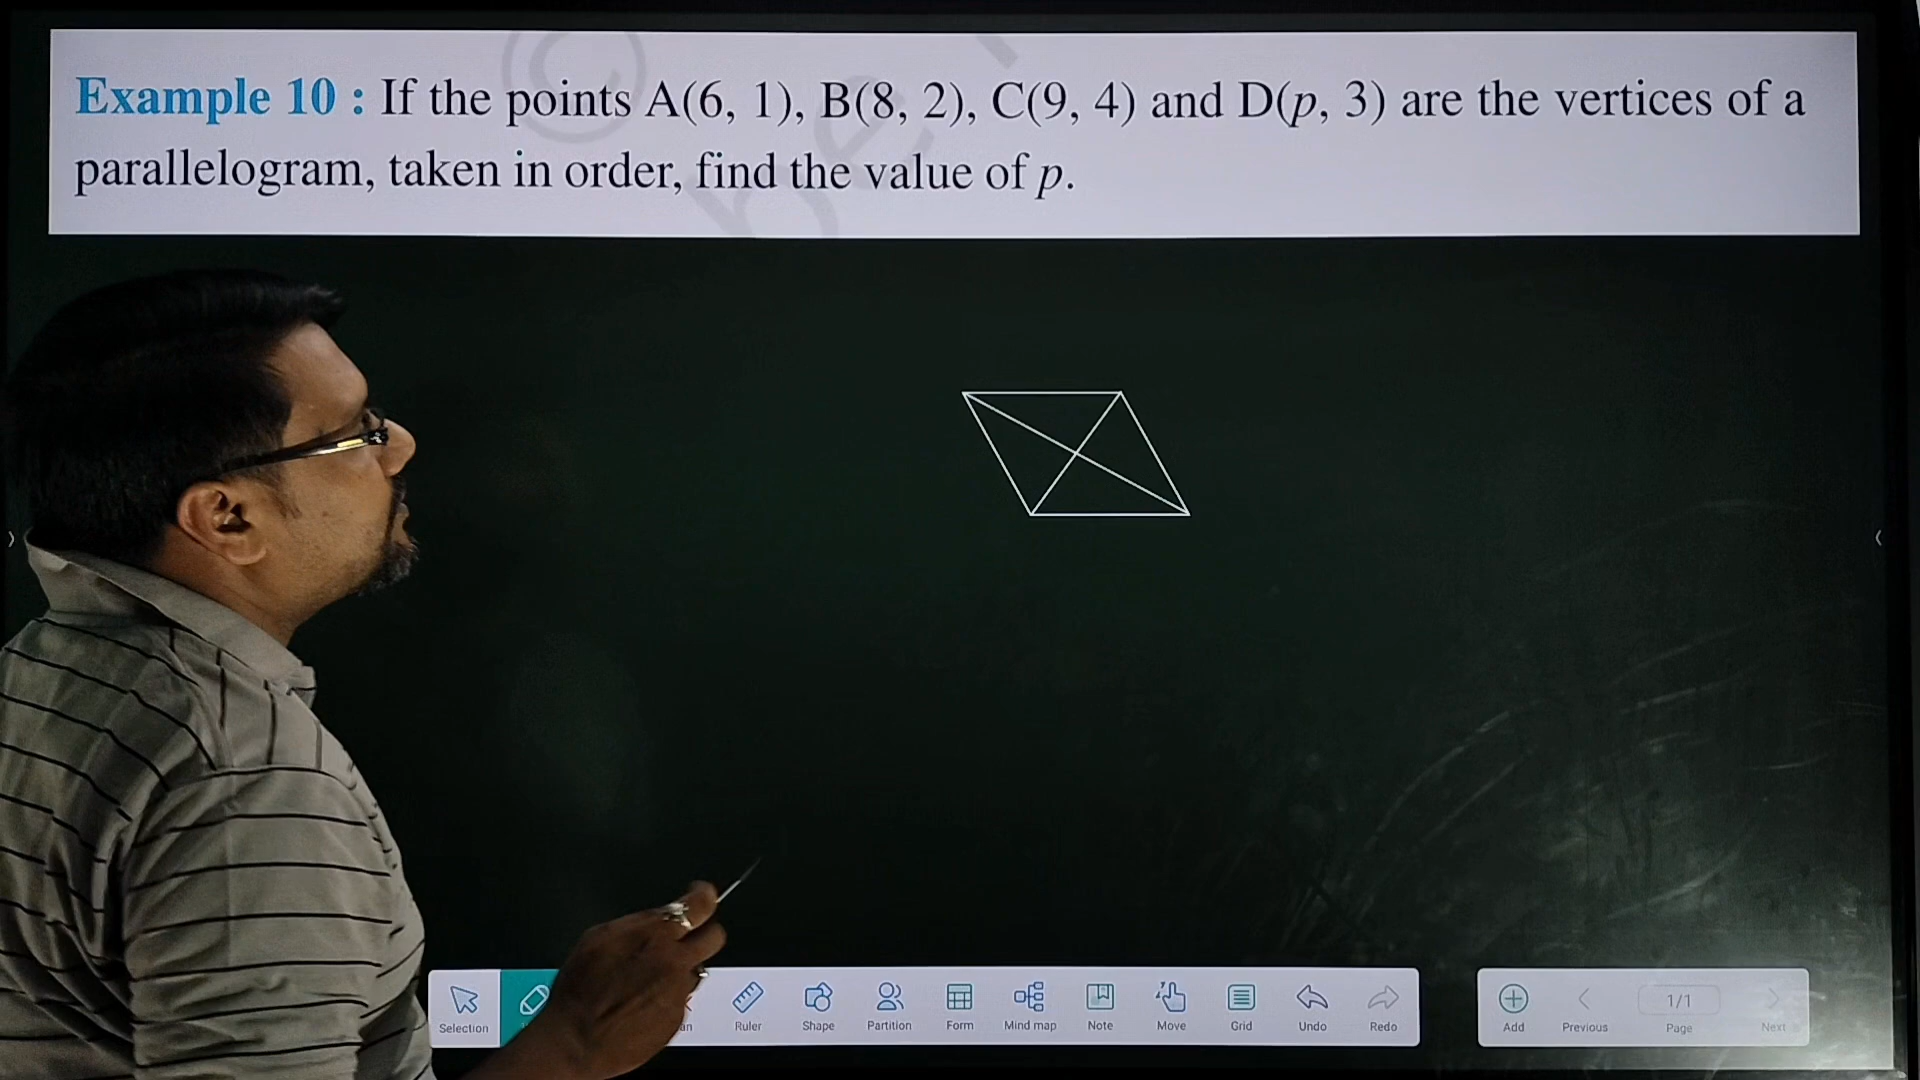 Example 10 : If the points A(6, 1), B(8, 2), C(9, 4) and D(p, 3) are the vertices of a
parallelogram, taken in order, find the value of p.
Selection
Ruler
Shape
Partition
Form
Mind map
Note
Move
Grid
Undo
Redo
Add
Previous
1/1
Page
Next